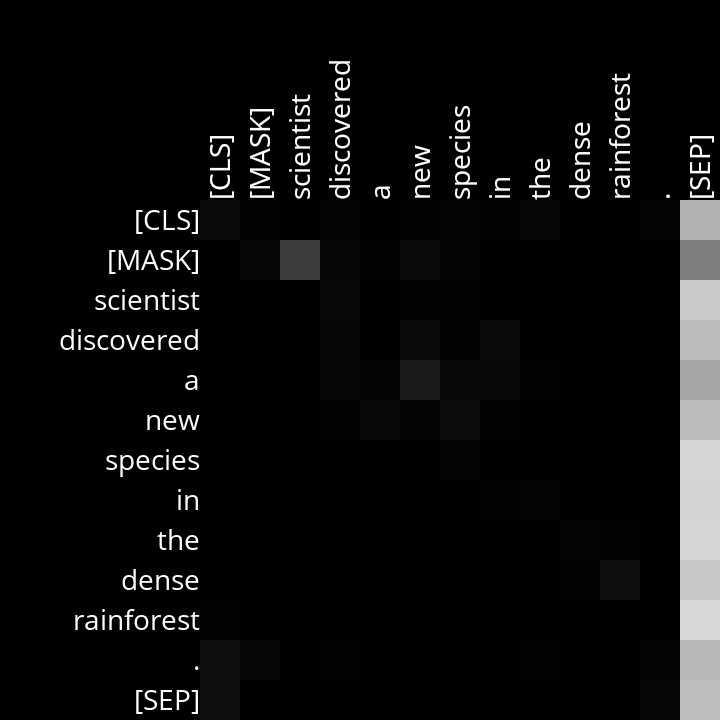 [CLS]
[MASK]
scientist
discovered
a
new
species
in
the
dense
rainforest
.
[SEP]
[CLS]
[MASK]
scientist
discovered
a
new
species
in
the
dense
rainforest
.
[SEP]